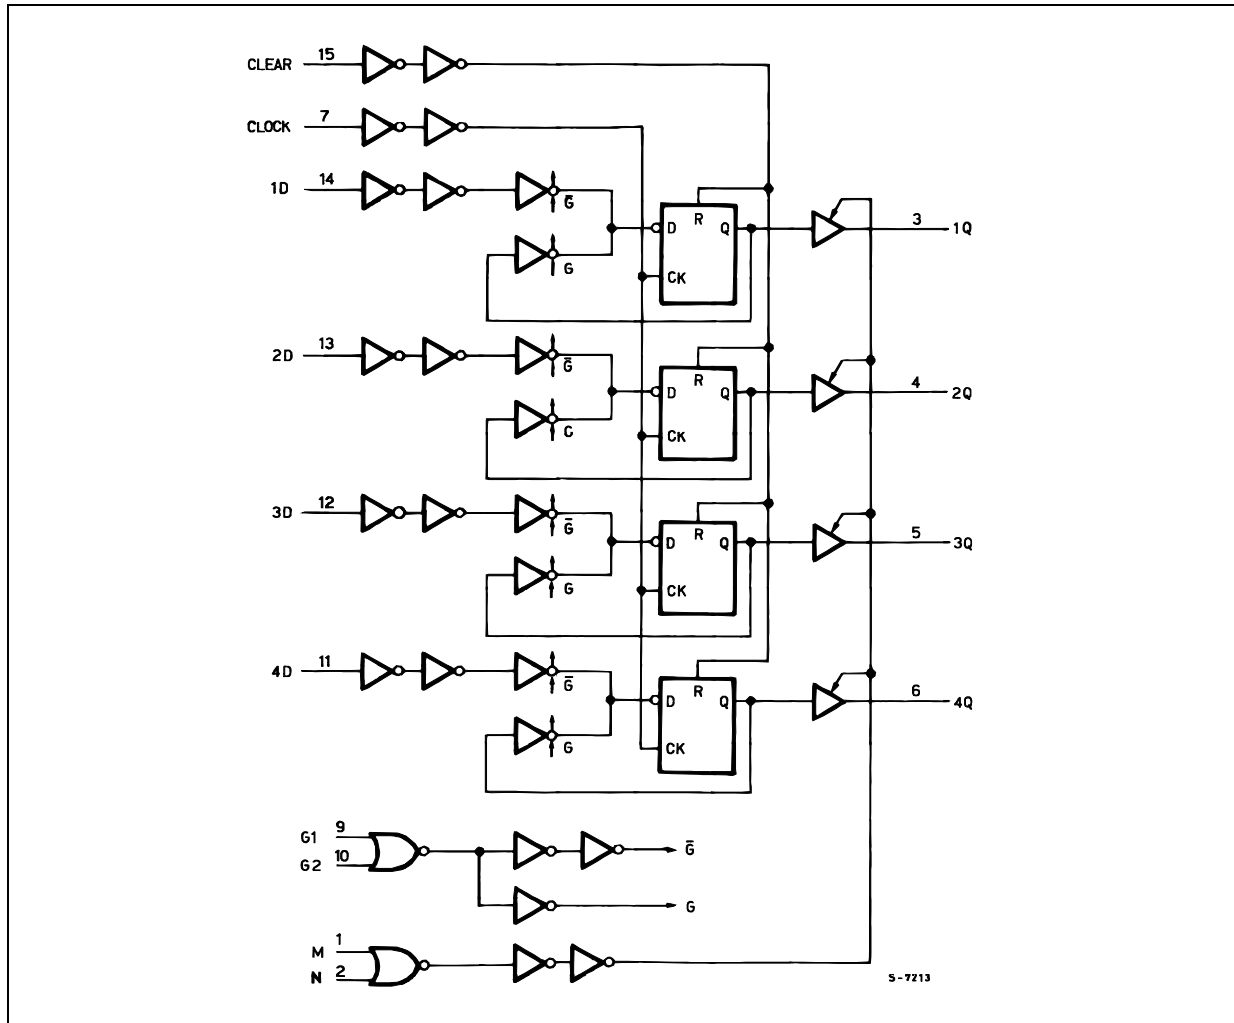 CLEAR 15
CLOCK 7
1D 14
G̅
R
D Q
3 1Q
G
CK
2D 13
G̅
R
D Q
4 2Q
C
CK
3D 12
G̅
R
D Q
5 3Q
G
CK
4D 11
G̅
R
D Q
6 4Q
G
CK
G1 9
G2 10
G̅
G
M 1
N 2
S-7213